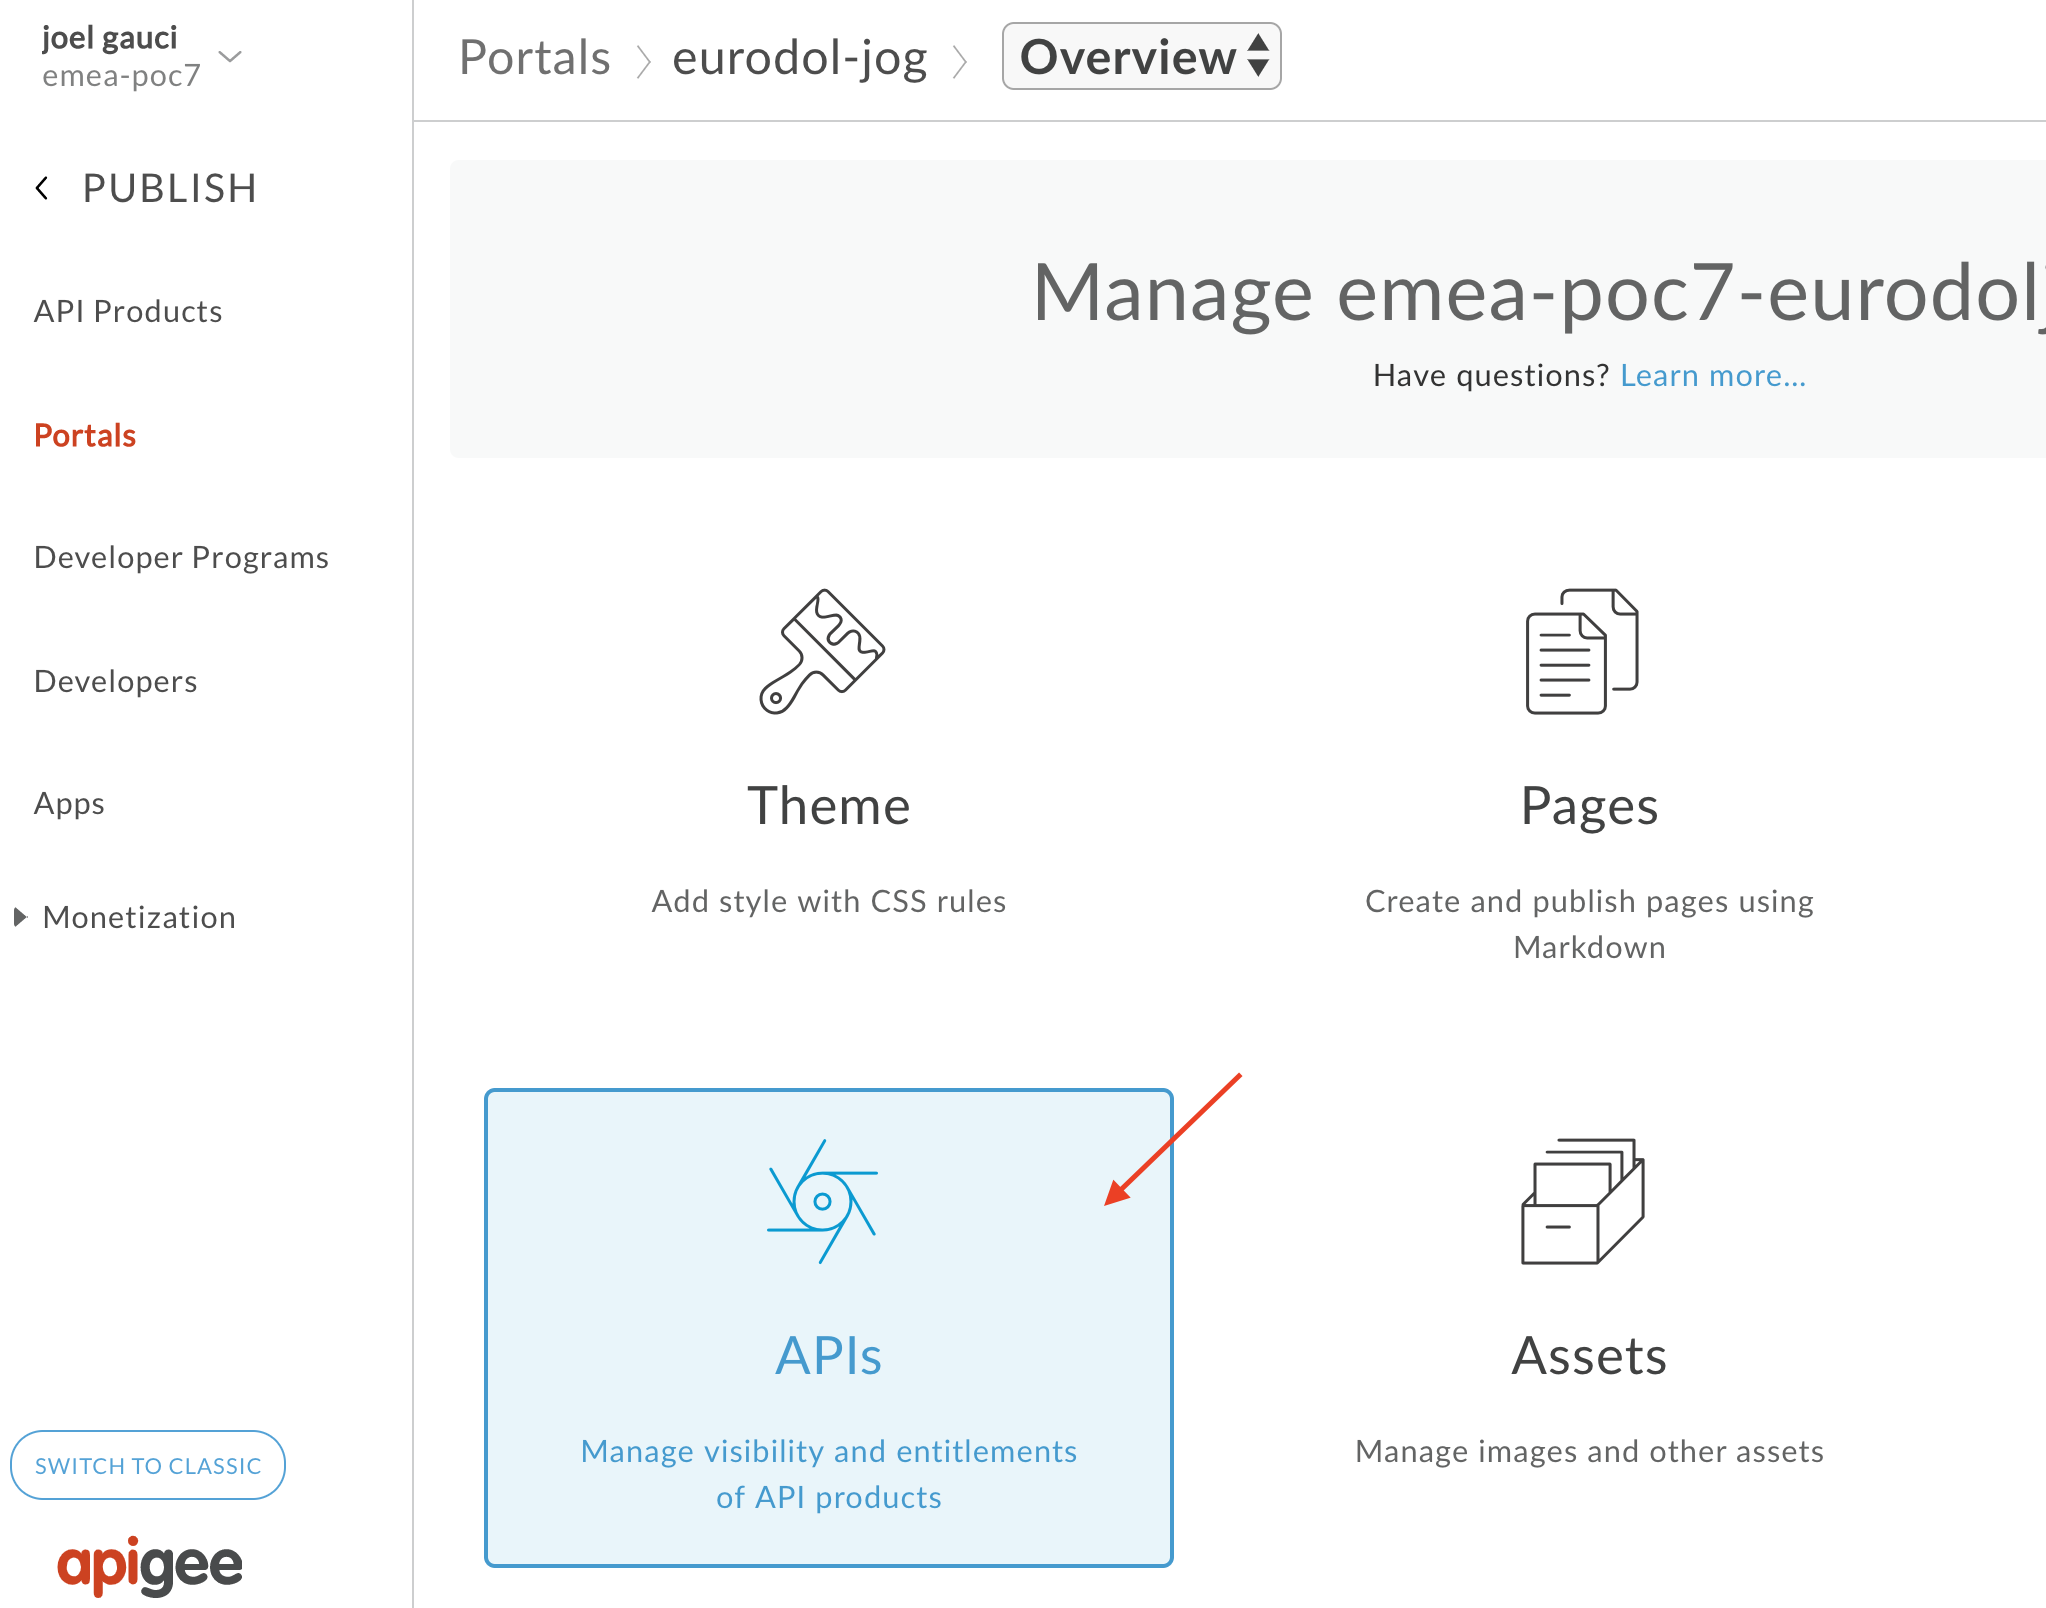 joel gauci
emea-poc7
PUBLISH
API Products
Portals
Developer Programs
Developers
Apps
Monetization
SWITCH TO CLASSIC
apigee
Portals eurodol-jog Overview
Manage emea-poc7-eurodolj
Have questions? Learn more...
Theme
Add style with CSS rules
Pages
Create and publish pages using
Markdown
APIs
Manage visibility and entitlements
of API products
Assets
Manage images and other assets